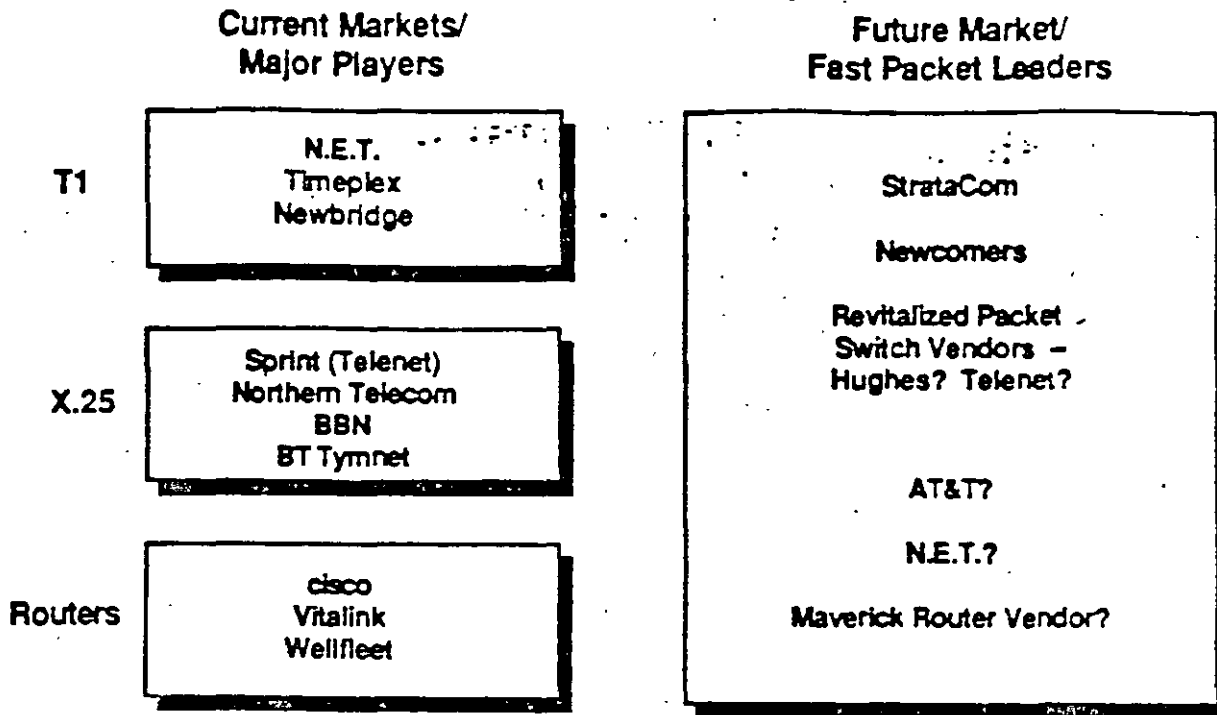 Current Markets/
Major Players
T1
N.E.T.
Timeplex
Newbridge
X.25
Sprint (Telenet)
Northern Telecom
BBN
BT Tymnet
Routers
cisco
Vitalink
Wellfleet
Future Market/
Fast Packet Leaders
StrataCom
Newcomers
Revitalized Packet
Switch Vendors –
Hughes? Telenet?
AT&T?
N.E.T.?
Maverick Router Vendor?